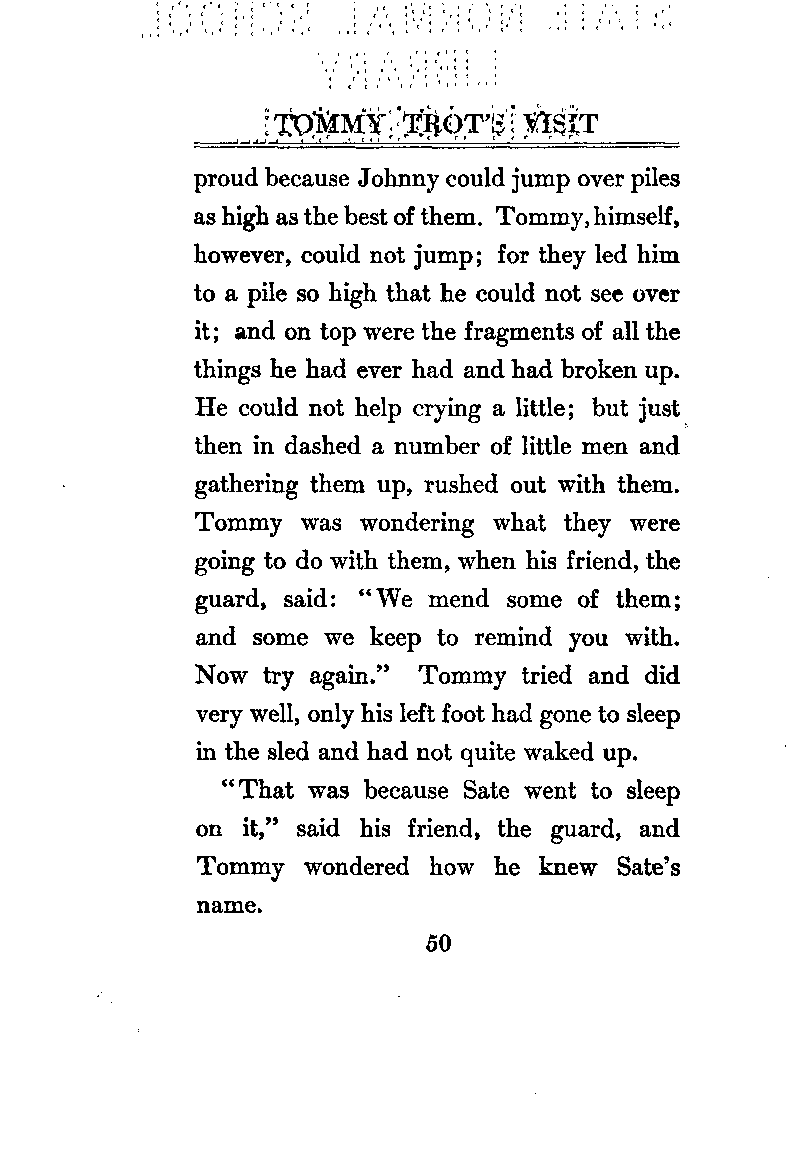 TOMMY TROT'S VISIT
proud because Johnny could jump over piles
as high as the best of them. Tommy, himself,
however, could not jump; for they led him
to a pile so high that he could not see over
it; and on top were the fragments of all the
things he had ever had and had broken up.
He could not help crying a little; but just
then in dashed a number of little men and
gathering them up, rushed out with them.
Tommy was wondering what they were
going to do with them, when his friend, the
guard, said: "We mend some of them;
and some we keep to remind you with.
Now try again." Tommy tried and did
very well, only his left foot had gone to sleep
in the sled and had not quite waked up.
"That was because Sate went to sleep
on it," said his friend, the guard, and
Tommy wondered how he knew Sate's
name.
50